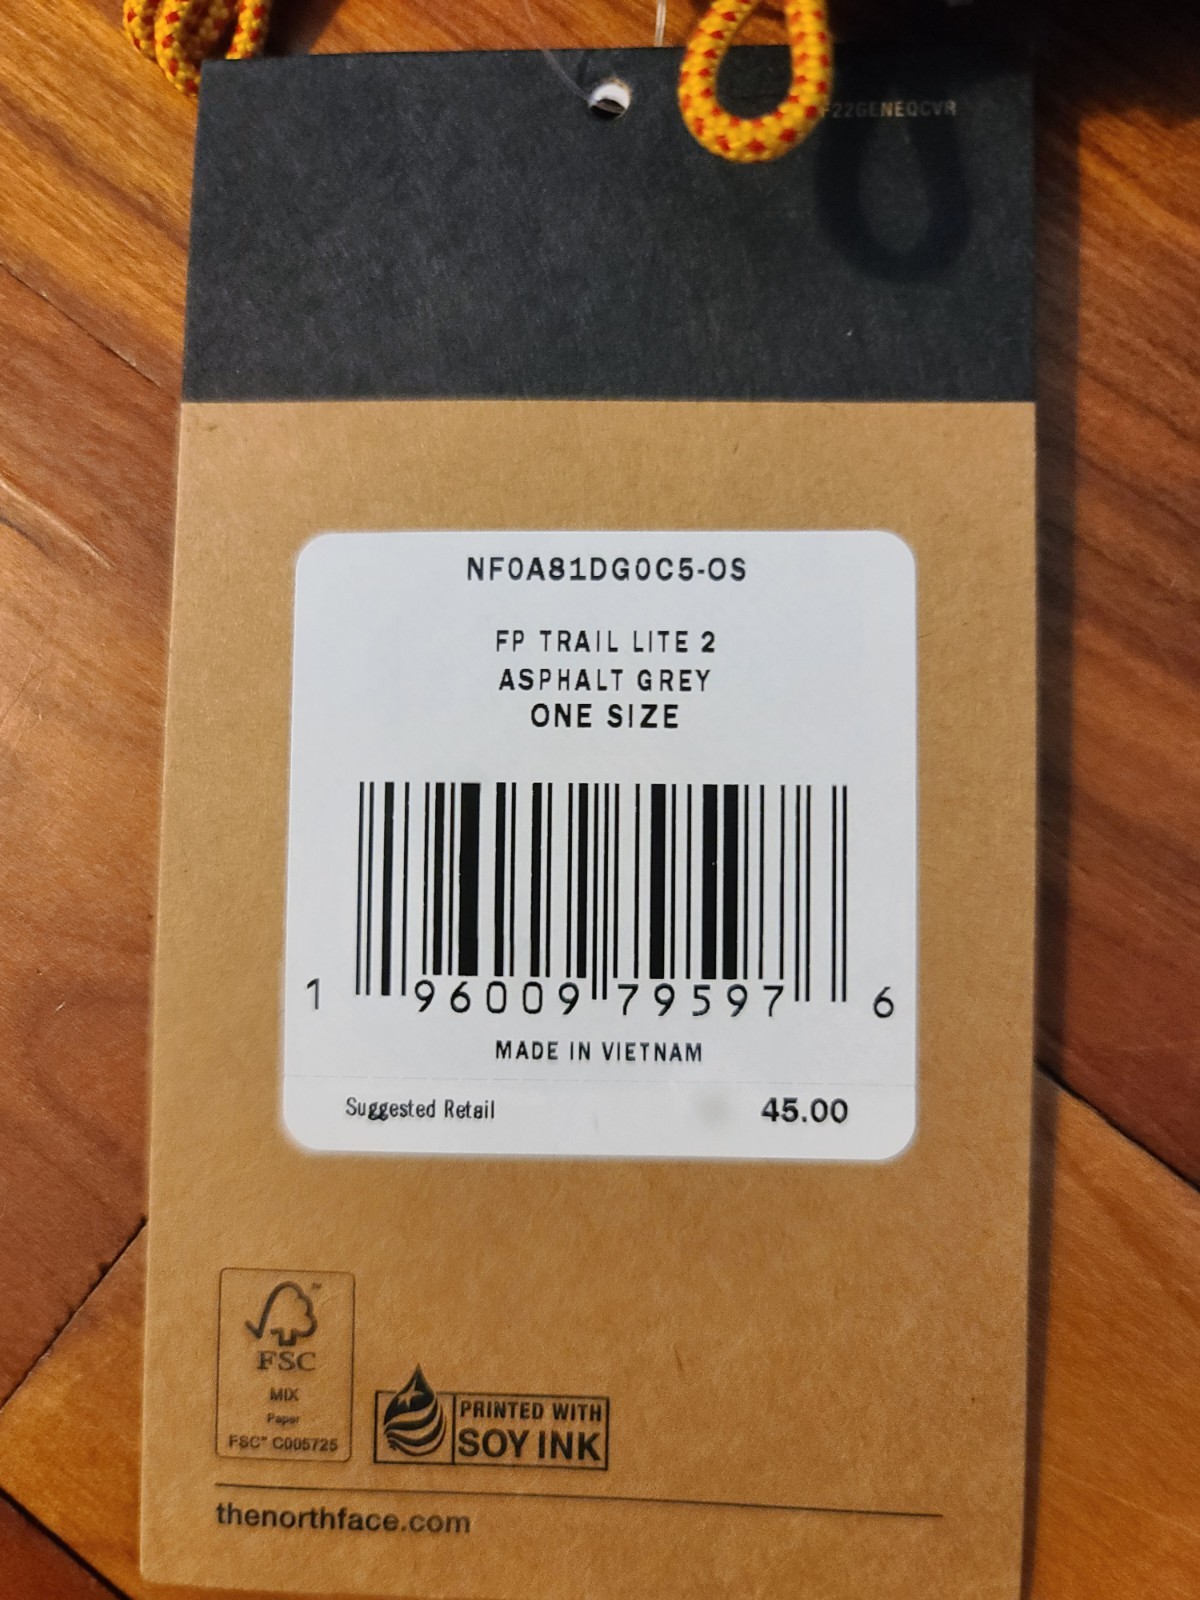 F22GENEQCVR
NF0A81DG0C5-OS
FP TRAIL LITE 2
ASPHALT GREY
ONE SIZE
1 96009 79597 6
MADE IN VIETNAM
Suggested Retail 45.00
FSC
MIX
Paper
FSC™ C005725
PRINTED WITH
SOY INK
thenorthface.com